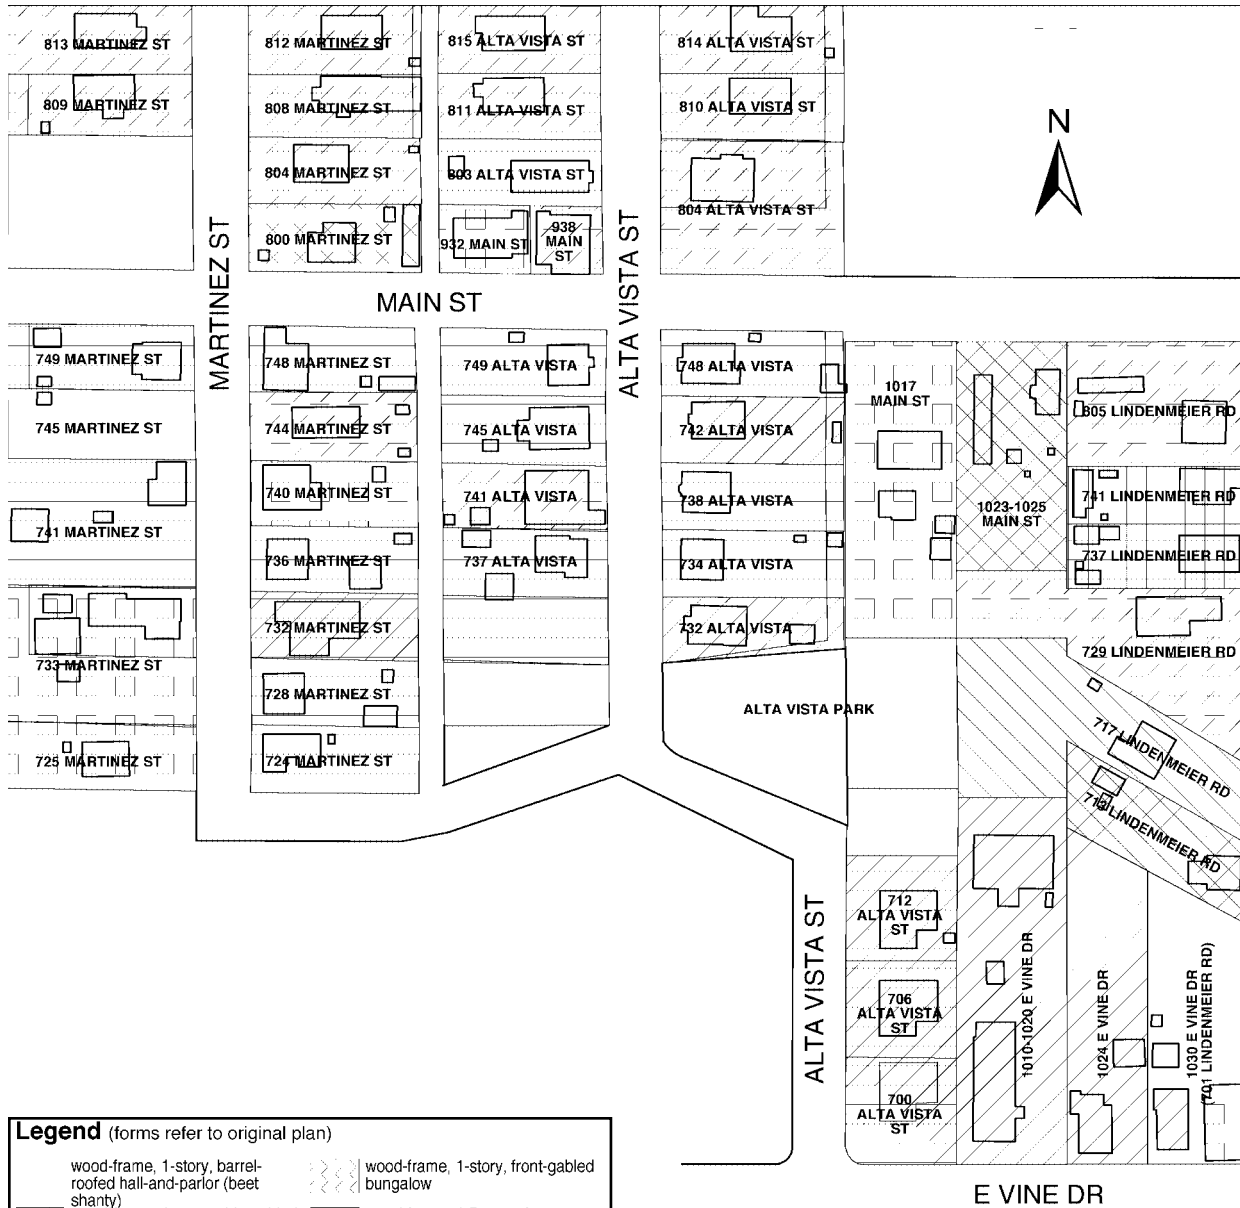 813 MARTINEZ ST
812 MARTINEZ ST
815 ALTA VISTA ST
814 ALTA VISTA ST
809 MARTINEZ ST
808 MARTINEZ ST
811 ALTA VISTA ST
810 ALTA VISTA ST
N
804 MARTINEZ ST
803 ALTA VISTA ST
804 ALTA VISTA ST
800 MARTINEZ ST
932 MAIN ST
938
MAIN
ST
MARTINEZ ST
MAIN ST
ALTA VISTA ST
749 MARTINEZ ST
748 MARTINEZ ST
749 ALTA VISTA
748 ALTA VISTA
1017
MAIN ST
805 LINDENMEIER RD
745 MARTINEZ ST
744 MARTINEZ ST
745 ALTA VISTA
742 ALTA VISTA
740 MARTINEZ ST
741 ALTA VISTA
738 ALTA VISTA
1023-1025
MAIN ST
741 LINDENMEIER RD
741 MARTINEZ ST
736 MARTINEZ ST
737 ALTA VISTA
734 ALTA VISTA
737 LINDENMEIER RD
732 MARTINEZ ST
732 ALTA VISTA
733 MARTINEZ ST
729 LINDENMEIER RD
728 MARTINEZ ST
ALTA VISTA PARK
717 LINDENMEIER RD
725 MARTINEZ ST
724 MARTINEZ ST
713 LINDENMEIER RD
712
ALTA VISTA
ST
ALTA VISTA ST
706
ALTA VISTA
ST
1010-1020 E VINE DR
1024 E VINE DR
1030 E VINE DR
(701 LINDENMEIER RD)
700
ALTA VISTA
ST
E VINE DR
Legend (forms refer to original plan)
wood-frame, 1-story, barrel-
roofed hall-and-parlor (beet
shanty)
wood-frame, 1-story, front-gabled
bungalow